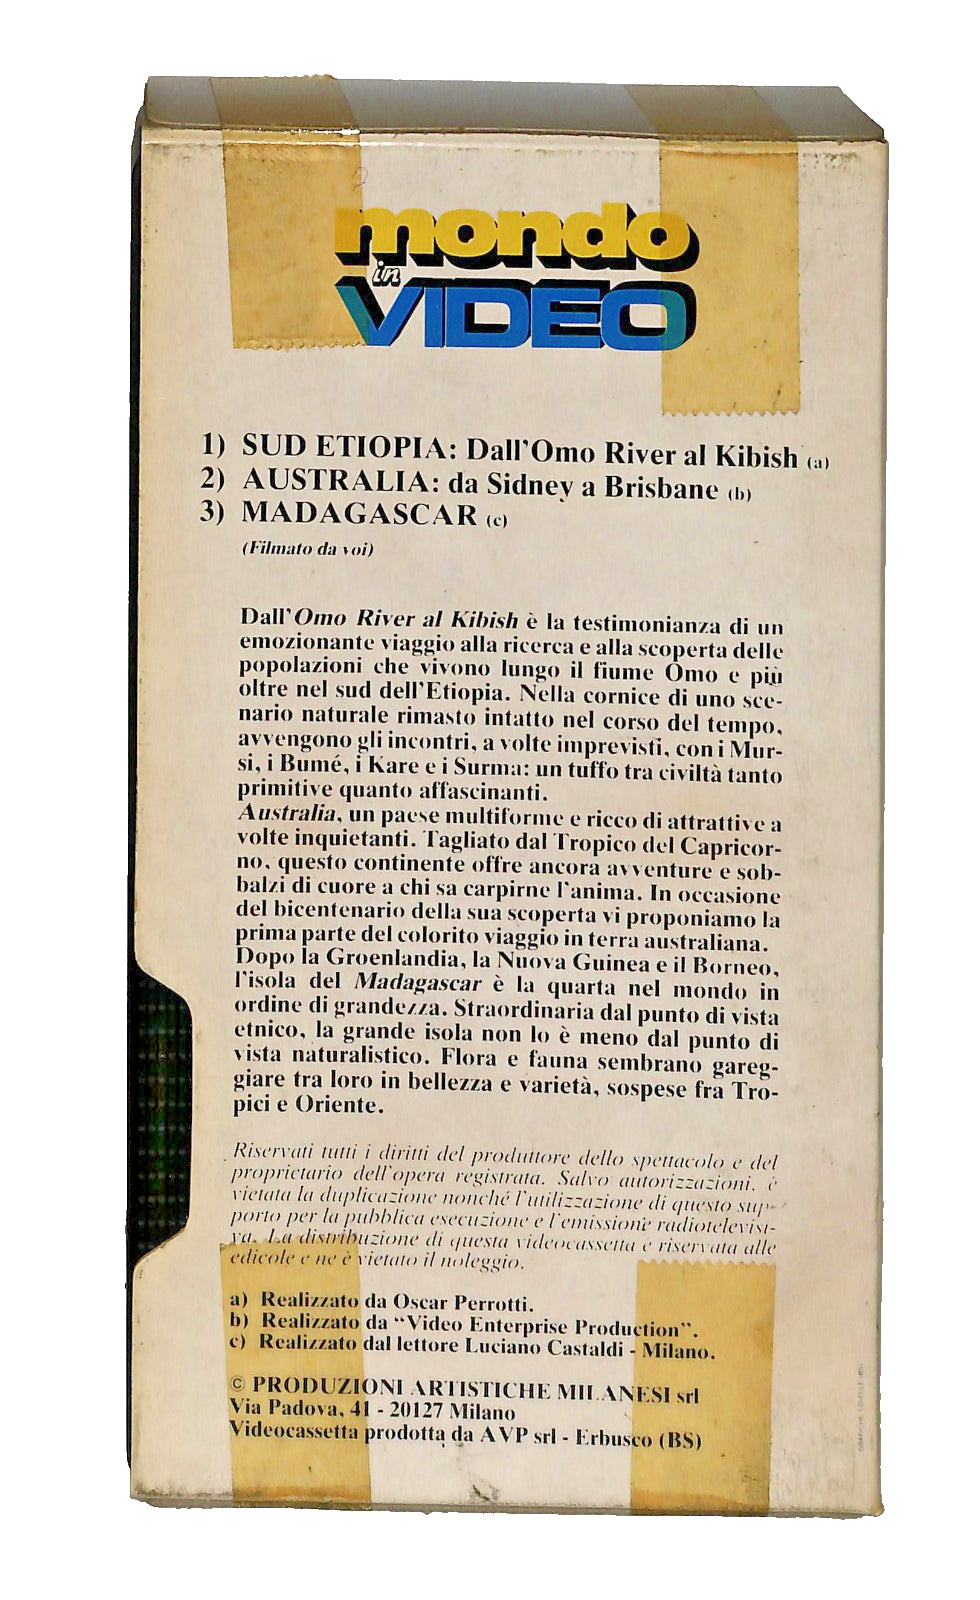 mondo
in
VIDEO
1) SUD ETIOPIA: Dall'Omo River al Kibish (a)
2) AUSTRALIA: da Sidney a Brisbane (b)
3) MADAGASCAR (c)
(Filmato da voi)
Dall'Omo River al Kibish è la testimonianza di un
emozionante viaggio alla ricerca e alla scoperta delle
popolazioni che vivono lungo il fiume Omo e più
oltre nel sud dell'Etiopia. Nella cornice di uno sce-
nario naturale rimasto intatto nel corso del tempo,
avvengono gli incontri, a volte imprevisti, con i Mur-
si, i Bumé, i Kare e i Surma: un tuffo tra civiltà tanto
primitive quanto affascinanti.
Australia, un paese multiforme e ricco di attrattive a
volte inquietanti. Tagliato dal Tropico del Capricor-
no, questo continente offre ancora avventure e sob-
balzi di cuore a chi sa carpirne l'anima. In occasione
del bicentenario della sua scoperta vi proponiamo la
prima parte del colorito viaggio in terra australiana.
Dopo la Groenlandia, la Nuova Guinea e il Borneo,
l'isola del Madagascar è la quarta nel mondo in
ordine di grandezza. Straordinaria dal punto di vista
etnico, la grande isola non lo è meno dal punto di
vista naturalistico. Flora e fauna sembrano gareg-
giare tra loro in bellezza e varietà, sospese fra Tro-
pici e Oriente.
Riservati tutti i diritti del produttore dello spettacolo e del
proprietario dell'opera registrata. Salvo autorizzazioni, è
vietata la duplicazione nonché l'utilizzazione di questo sup-
porto per la pubblica esecuzione e l'emissione radiotelevisi-
va. La distribuzione di questa videocassetta è riservata alle
edicole e ne è vietato il noleggio.
a) Realizzato da Oscar Perrotti.
b) Realizzato da "Video Enterprise Production".
c) Realizzato dal lettore Luciano Castaldi - Milano.
© PRODUZIONI ARTISTICHE MILANESI srl
Via Padova, 41 - 20127 Milano
Videocassetta prodotta da AVP srl - Erbusco (BS)